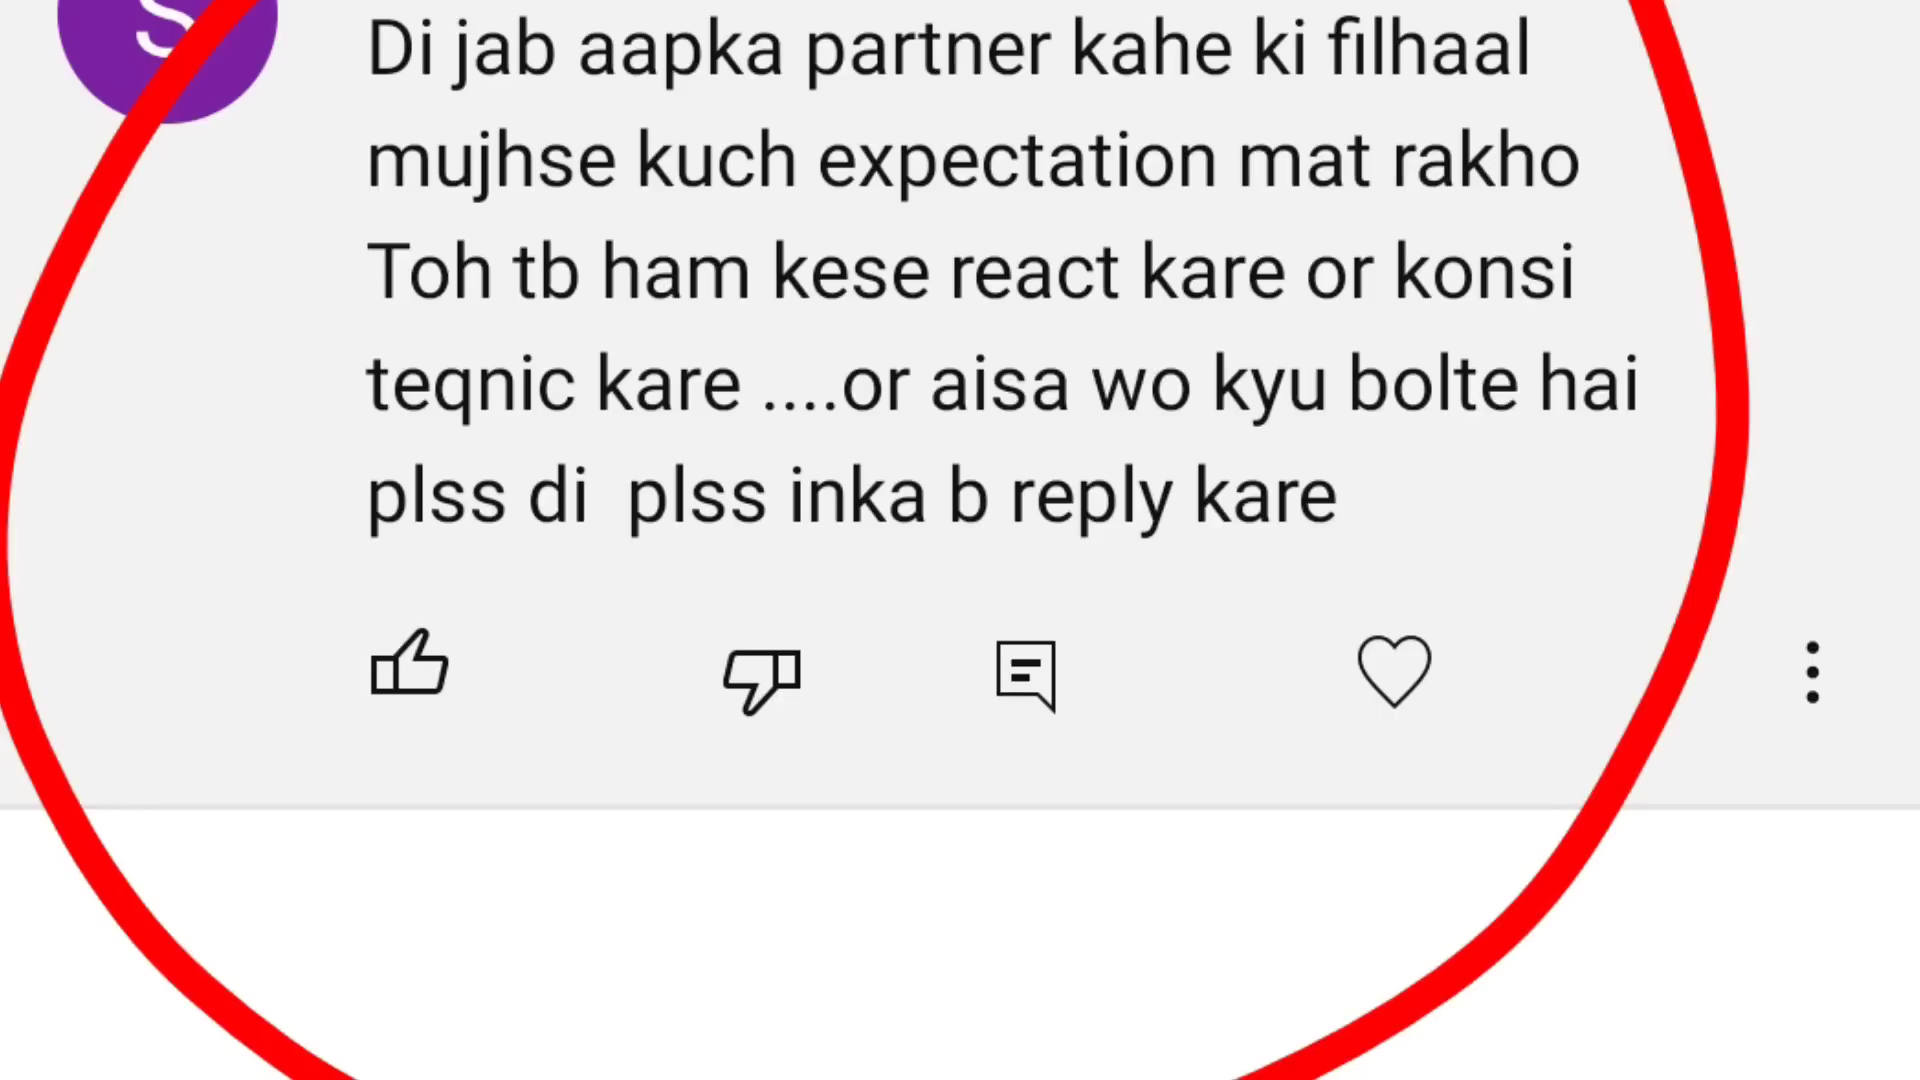 S
Di jab aapka partner kahe ki filhaal
mujhse kuch expectation mat rakho
Toh tb ham kese react kare or konsi
teqnic kare ....or aisa wo kyu bolte hai
plss di  plss inka b reply kare